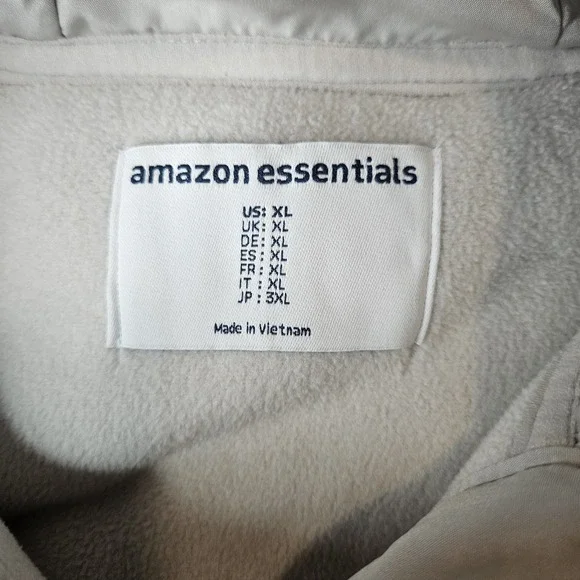 amazon essentials
US: XL
UK: XL
DE: XL
ES: XL
FR: XL
IT : XL
JP : 3XL
Made in Vietnam